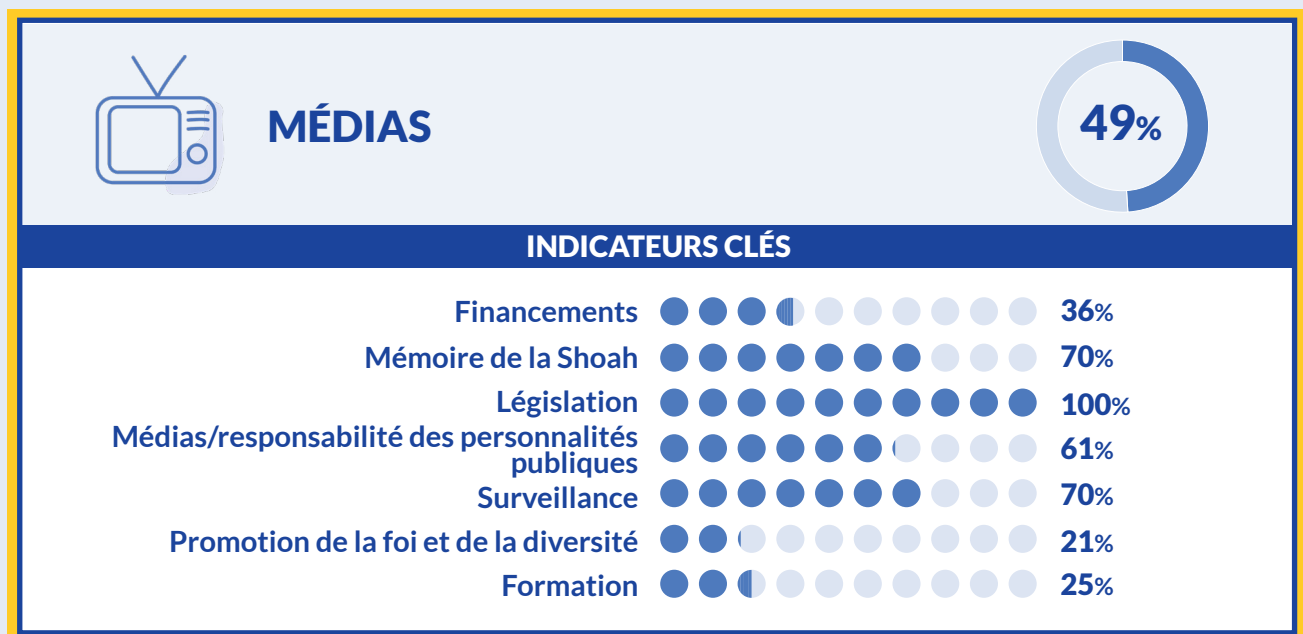 MÉDIAS
49%
INDICATEURS CLÉS
Financements 36%
Mémoire de la Shoah 70%
Législation 100%
Médias/responsabilité des personnalités
publiques 61%
Surveillance 70%
Promotion de la foi et de la diversité 21%
Formation 25%